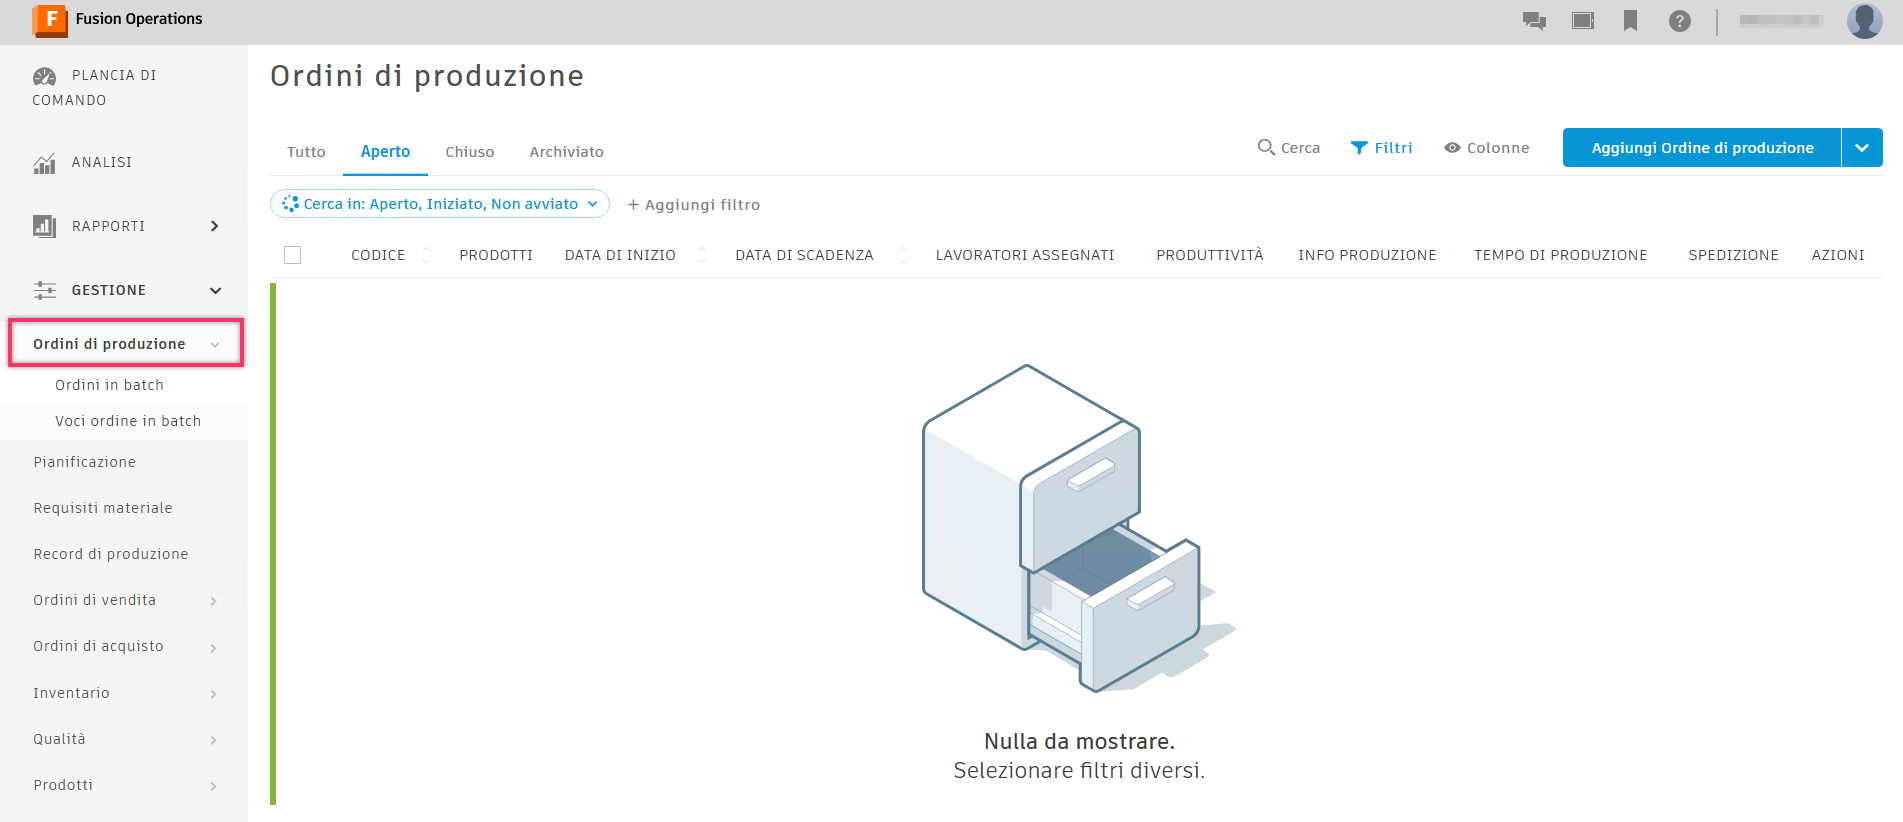 F Fusion Operations
PLANCIA DI
COMANDO
ANALISI
RAPPORTI
GESTIONE
Ordini di produzione
Ordini in batch
Voci ordine in batch
Pianificazione
Requisiti materiale
Record di produzione
Ordini di vendita
Ordini di acquisto
Inventario
Qualità
Prodotti
Ordini di produzione
Tutto Aperto Chiuso Archiviato Cerca Filtri Colonne Aggiungi Ordine di produzione
Cerca in: Aperto, Iniziato, Non avviato + Aggiungi filtro
CODICE PRODOTTI DATA DI INIZIO DATA DI SCADENZA LAVORATORI ASSEGNATI PRODUTTIVITÀ INFO PRODUZIONE TEMPO DI PRODUZIONE SPEDIZIONE AZIONI
Nulla da mostrare.
Selezionare filtri diversi.